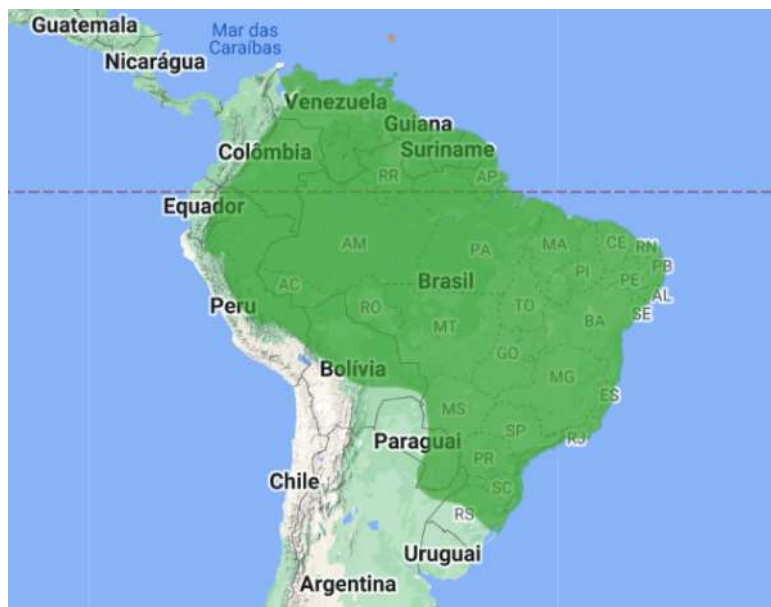 Guatemala
Mar das
Caraíbas
Nicarágua
Venezuela
Guiana
Colômbia
Suriname
RR
AP
Equador
AM
PA
MA
CE
RN
PB
PI
PE
AL
AC
Brasil
SE
Peru
RO
TO
BA
MT
GO
Bolívia
MG
ES
MS
SP
RJ
Paraguai
PR
Chile
SC
RS
Uruguai
Argentina